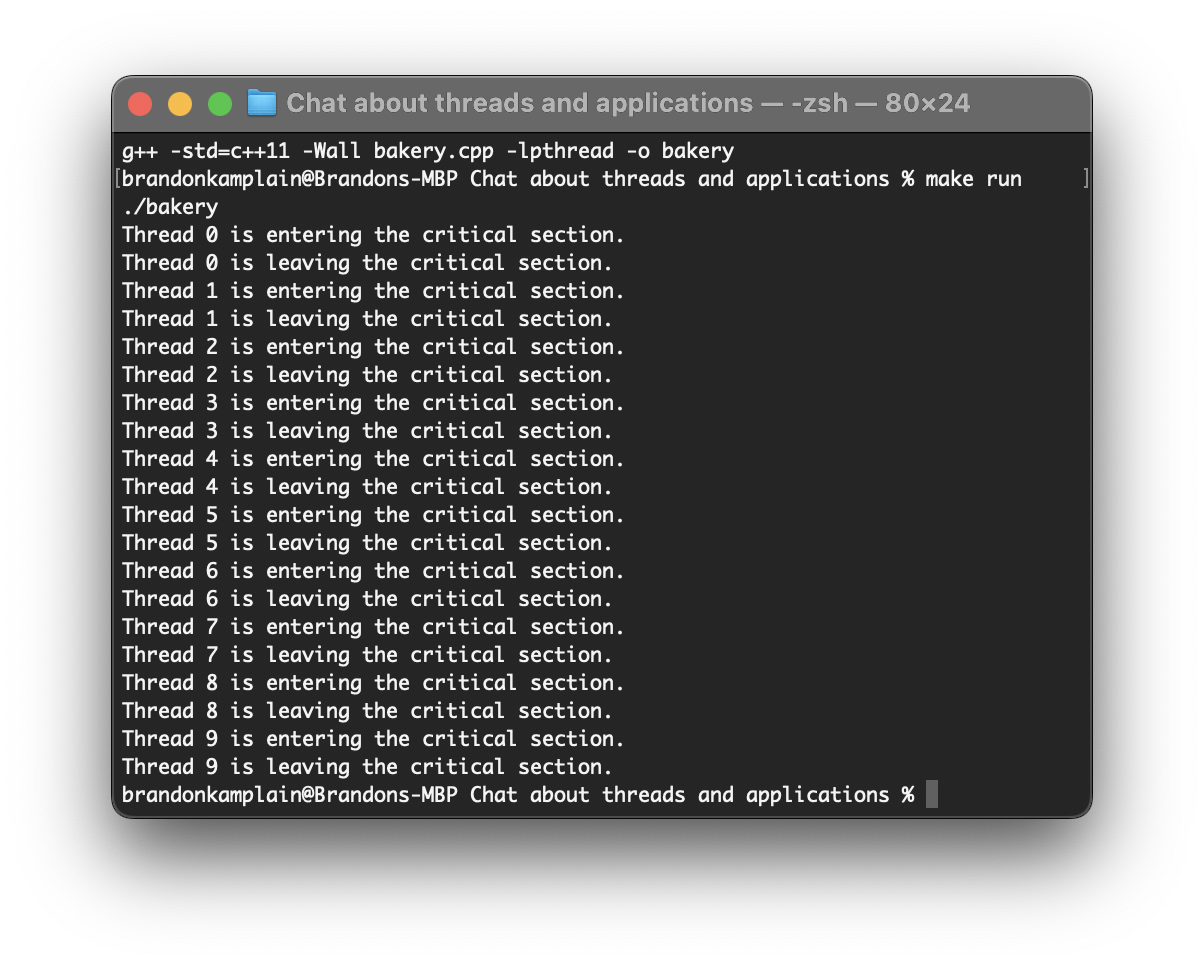 Chat about threads and applications — -zsh — 80×24
g++ -std=c++11 -Wall bakery.cpp -lpthread -o bakery
[brandonkamplain@Brandons-MBP Chat about threads and applications % make run ]
./bakery
Thread 0 is entering the critical section.
Thread 0 is leaving the critical section.
Thread 1 is entering the critical section.
Thread 1 is leaving the critical section.
Thread 2 is entering the critical section.
Thread 2 is leaving the critical section.
Thread 3 is entering the critical section.
Thread 3 is leaving the critical section.
Thread 4 is entering the critical section.
Thread 4 is leaving the critical section.
Thread 5 is entering the critical section.
Thread 5 is leaving the critical section.
Thread 6 is entering the critical section.
Thread 6 is leaving the critical section.
Thread 7 is entering the critical section.
Thread 7 is leaving the critical section.
Thread 8 is entering the critical section.
Thread 8 is leaving the critical section.
Thread 9 is entering the critical section.
Thread 9 is leaving the critical section.
brandonkamplain@Brandons-MBP Chat about threads and applications %